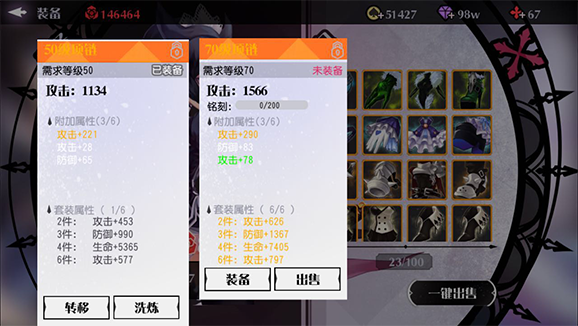 装备
146464
+51427
+98w
+67
50级项链
需求等级50
已装备
攻击：1134
附加属性(3/6)
攻击+221
攻击+28
防御+65
套装属性（ 1/6 ）
2件： 攻击+453
3件： 防御+990
4件： 生命+5365
6件： 攻击+577
转移
洗炼
70级项链
需求等级70
未装备
攻击：1566
铭刻：
0/200
附加属性(3/6)
攻击+290
防御+83
攻击+78
套装属性（ 6/6 ）
2件：攻击+626
3件：防御+1367
4件：生命+7405
6件：攻击+797
装备
出售
23/100
一键出售